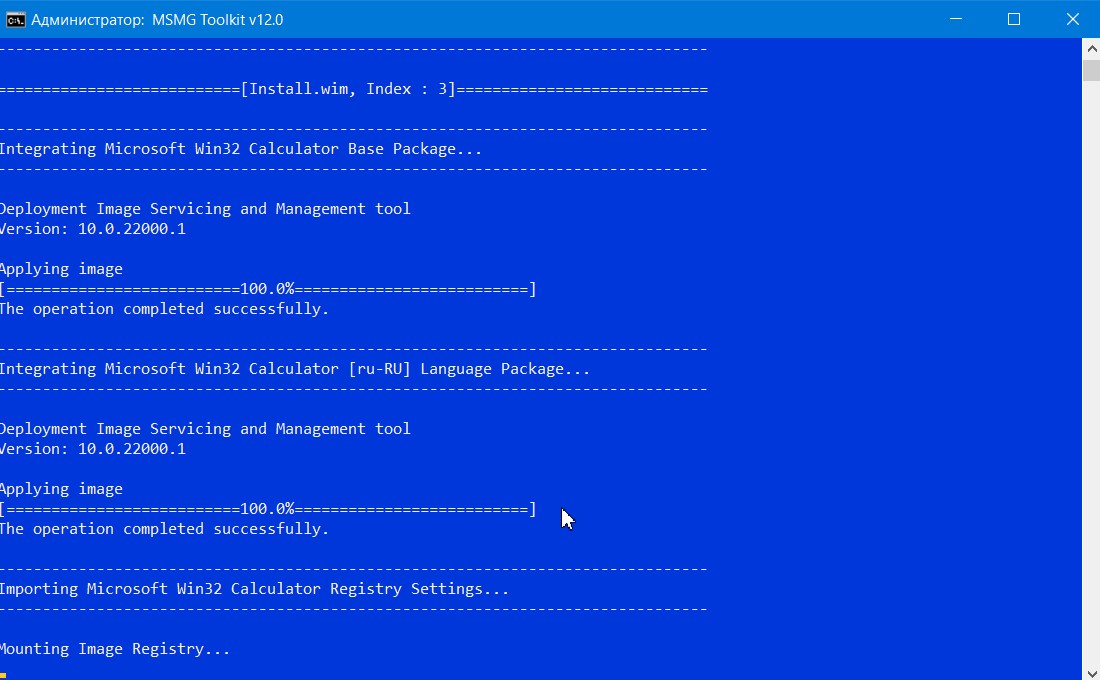 Администратор: MSMG Toolkit v12.0
-------------------------------------------------------------------------------
===========================[Install.wim, Index : 3]============================
-------------------------------------------------------------------------------
Integrating Microsoft Win32 Calculator Base Package...
-------------------------------------------------------------------------------
Deployment Image Servicing and Management tool
Version: 10.0.22000.1
Applying image
[==========================100.0%==========================]
The operation completed successfully.
-------------------------------------------------------------------------------
Integrating Microsoft Win32 Calculator [ru-RU] Language Package...
-------------------------------------------------------------------------------
Deployment Image Servicing and Management tool
Version: 10.0.22000.1
Applying image
[==========================100.0%==========================]
The operation completed successfully.
-------------------------------------------------------------------------------
Importing Microsoft Win32 Calculator Registry Settings...
-------------------------------------------------------------------------------
Mounting Image Registry...